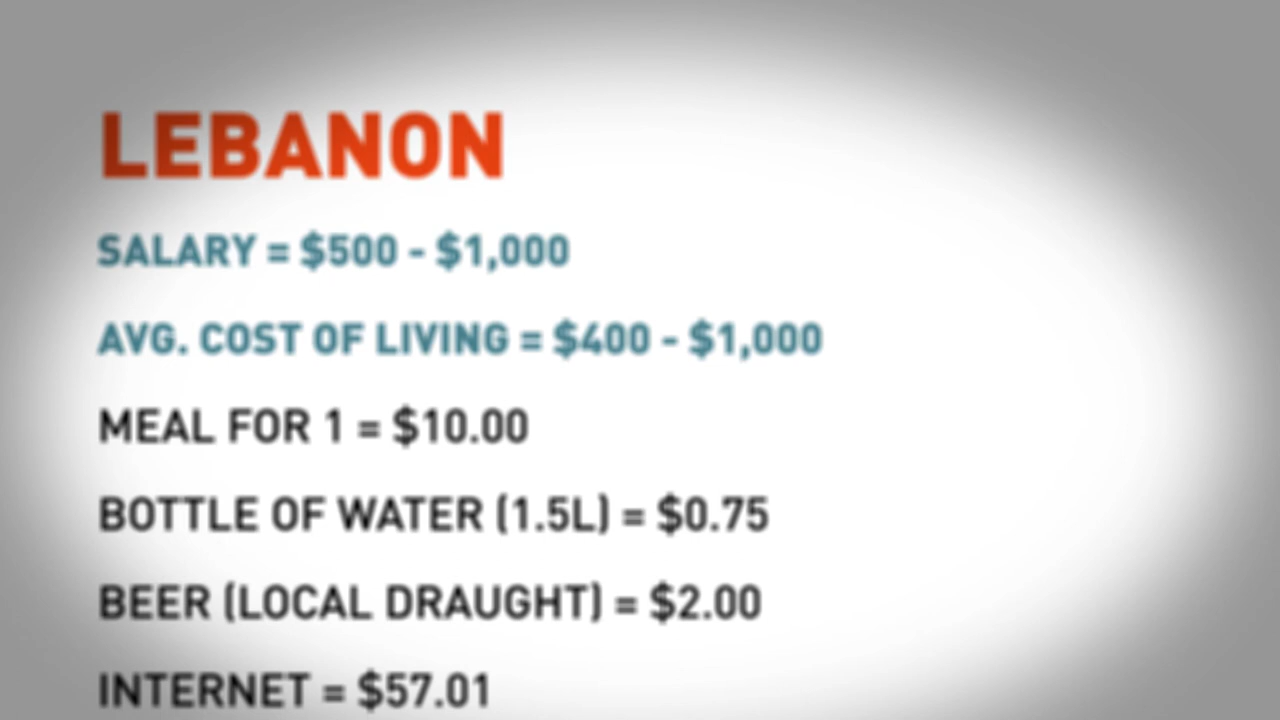 LEBANON
SALARY = $500 - $1,000
AVG. COST OF LIVING = $400 - $1,000
MEAL FOR 1 = $10.00
BOTTLE OF WATER (1.5L) = $0.75
BEER (LOCAL DRAUGHT) = $2.00
INTERNET = $57.01